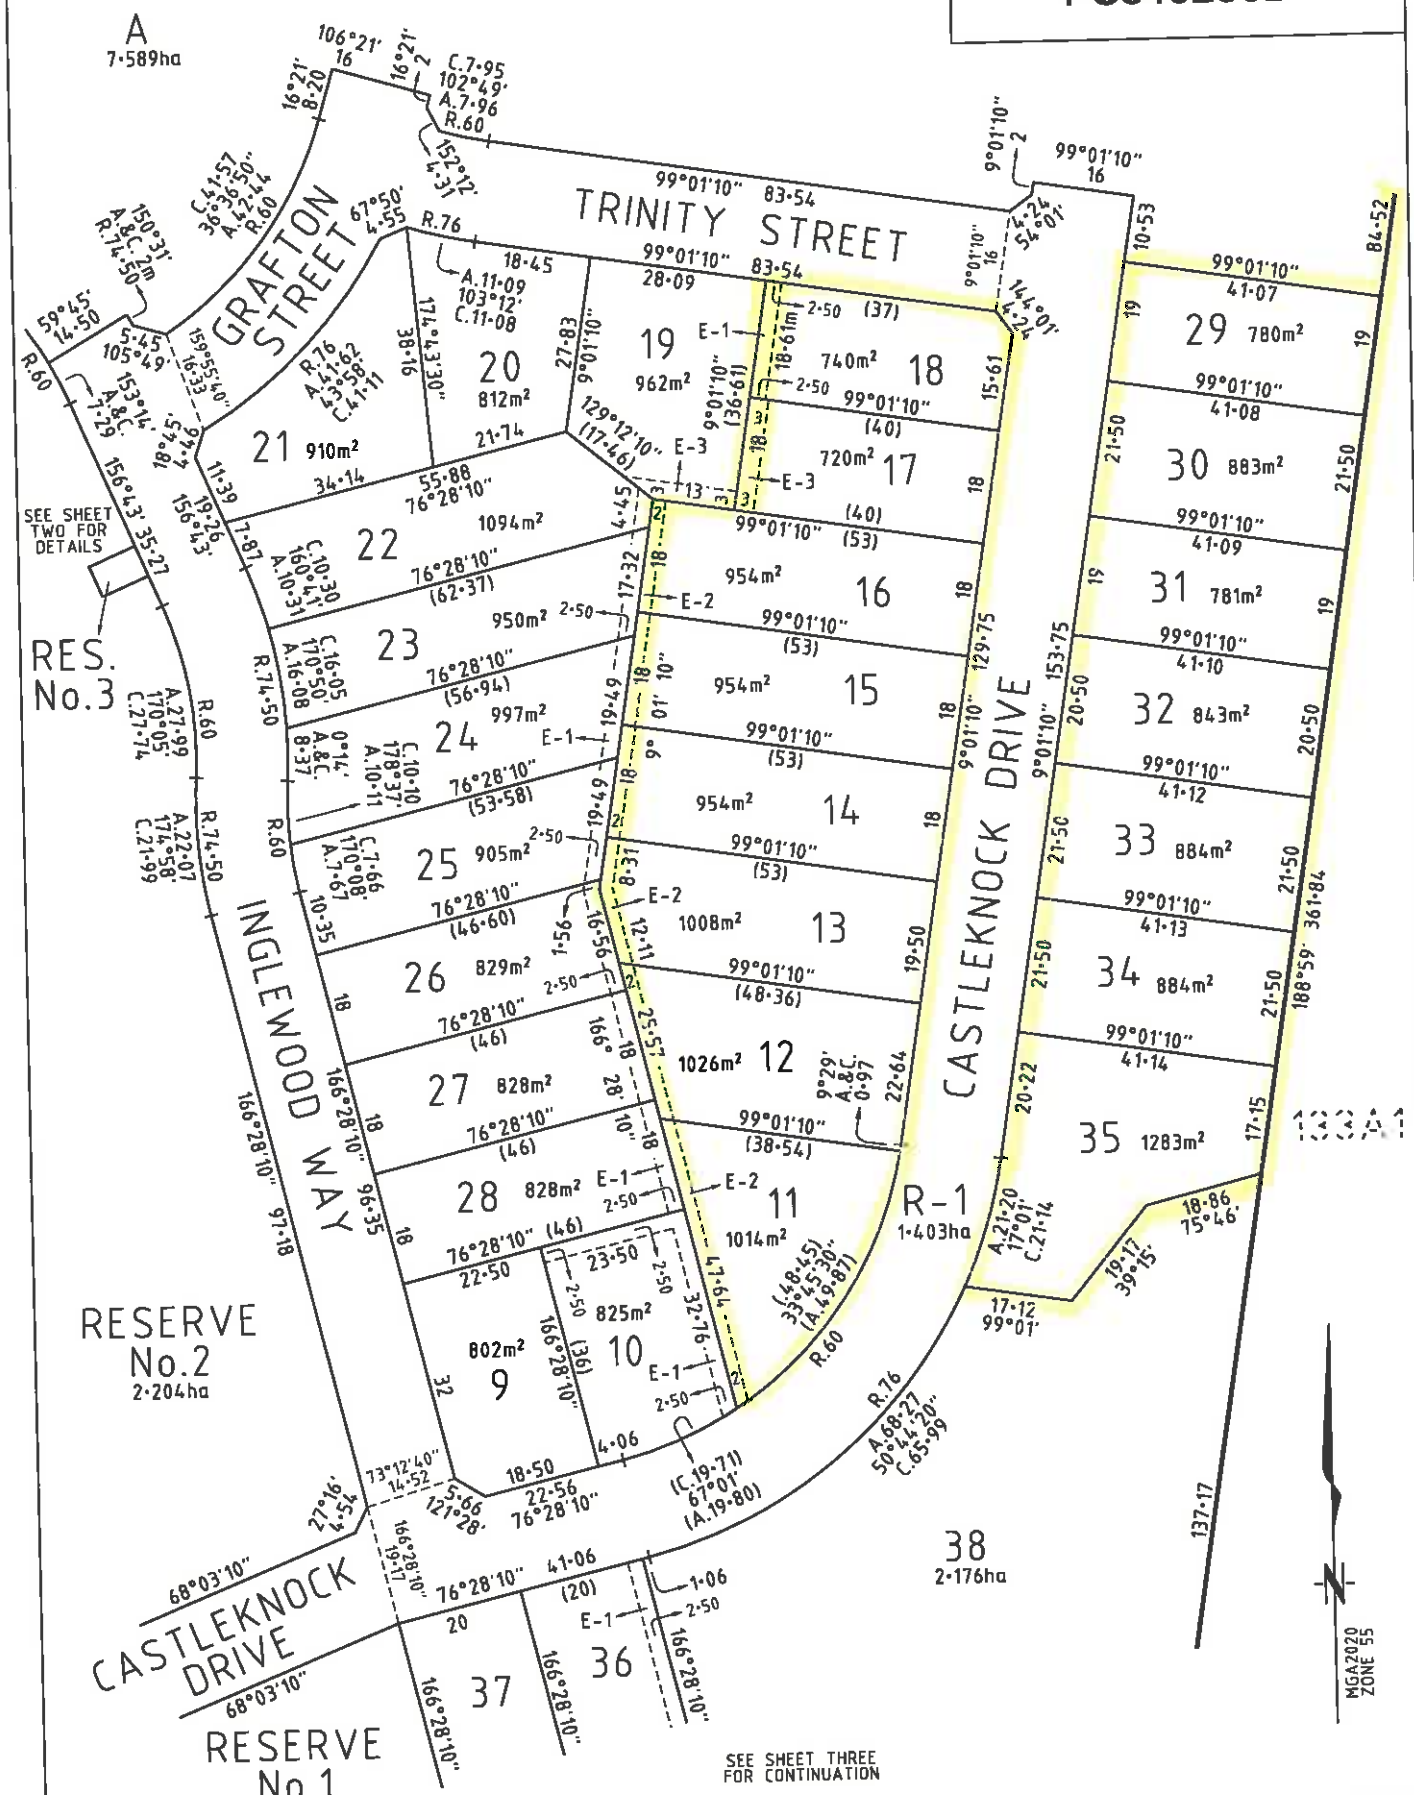 A
7·589ha
106°21'
16
16°21'
2
C.7·95
102°49'
A.7·96
R.60
16°21'
8·20
152°12'
4·31
C.41·57
36°36'50"
A.42·44
R.60
GRAFTON
STREET
67°50'
4·55
R.76
99°01'10" 83·54
TRINITY STREET
9°01'10"
2
99°01'10"
16
4·24
54°01'
10·53
9°01'10"
16
144°01'
4·24
84·52
150°31'
A.&C. 2m
R.74·50
59°45'
14·50
5·45
105°49'
159°55'40"
16·33
R.60
153°14'
A.&C.
7·29
18°45'
4·46
R.76
A.41·62
43°58'
C.41·11
18·45
A.11·09
103°12'
C.11·08
174°43'30"
38·16
20
812m²
27·83
9°01'10"
99°01'10" 83·54
28·09
19
962m²
E-1
9°01'10"
(36·61)
18·61m
2·50
(37)
740m² 18
15·61
2·50
99°01'10"
(40)
3
18
720m² 17
18
E-3
3
(40)
99°01'10"
(53)
129°12'10"
(17·46)
E-3
13
3
3
21 910m²
34·14
21·74
55·88
76°28'10"
11·39
19·26
156°43'
7·87
156°43' 35·27
SEE SHEET
TWO FOR
DETAILS
RES.
No.3
22
1094m²
76°28'10"
(62·37)
C.10·30
160°41'
A.10·31
4·45
2
18
17·32
E-2
954m² 16
18
99°01'10"
(53)
23
950m²
2·50
76°28'10"
(56·94)
C.16·05
170°50'
A.16·08
R.74·50
18
9° 01' 10"
19·49
954m² 15
18
129·75
9°01'10"
99°01'10"
(53)
24 997m²
E-1
76°28'10"
(53·58)
0°14'
A.&C.
8·37
C.10·10
178°37'
A.10·11
18
19·49
954m² 14
18
2
99°01'10"
(53)
R.60
A.27·99
170°05'
C.27·74
R.74·50
A.22·07
174°58'
C.21·99
R.60
25 905m²
2·50
C.7·66
170°08'
A.7·67
76°28'10"
(46·60)
8·31
E-2
12·11
1008m² 13
19·50
99°01'10"
(48·36)
1·56
16·56
10·35
26 829m²
2·50
2
18
76°28'10"
(46)
INGLEWOOD WAY
25·57
166° 28' 10"
18
1026m² 12
9°29'
A.&C.
0·97
22·64
99°01'10"
(38·54)
27 828m²
76°28'10"
(46)
18
166°28'10"
96·35
18
28 828m²
E-1
2·50
E-2
11
1014m²
(C.48·45)
33°45'30"
(A.49·87)
R.60
18
76°28'10" (46)
22·50
23·50
2·50
2·50
47·64
32·76
825m²
10
(36)
166°28'10"
802m²
9
32
E-1
2·50
2
166°28'10"
97·18
RESERVE
No.2
2·204ha
CASTLEKNOCK DRIVE
R-1
1·403ha
9°01'10" 153·75
29 780m²
99°01'10"
41·07
19
19
99°01'10"
41·08
30 883m²
21·50
21·50
99°01'10"
41·09
31 781m²
19
19
99°01'10"
41·10
32 843m²
20·50
20·50
99°01'10"
41·12
33 884m²
21·50
21·50
99°01'10"
41·13
188°59' 361·84
34 884m²
21·50
21·50
99°01'10"
41·14
35 1283m²
20·22
17·15
133A1
18·86
75°46'
19·17
39°15'
17·12
99°01'
A.21·20
17°01'
C.21·14
R.76
A.68·27
50°44'20"
C.65·99
4·06
(C.19·71)
67°01'
(A.19·80)
18·50
22·56
76°28'10"
5·66
121°28'
73°12'40"
14·52
27°16'
4·54
166°28'10"
19·17
68°03'10"
CASTLEKNOCK
DRIVE
68°03'10"
RESERVE
No.1
76°28'10" 41·06
20
(20)
1·06
2·50
E-1
36
166°28'10"
37
166°28'10"
166°28'10"
38
2·176ha
137·17
N
MGA2020
ZONE 55
SEE SHEET THREE
FOR CONTINUATION